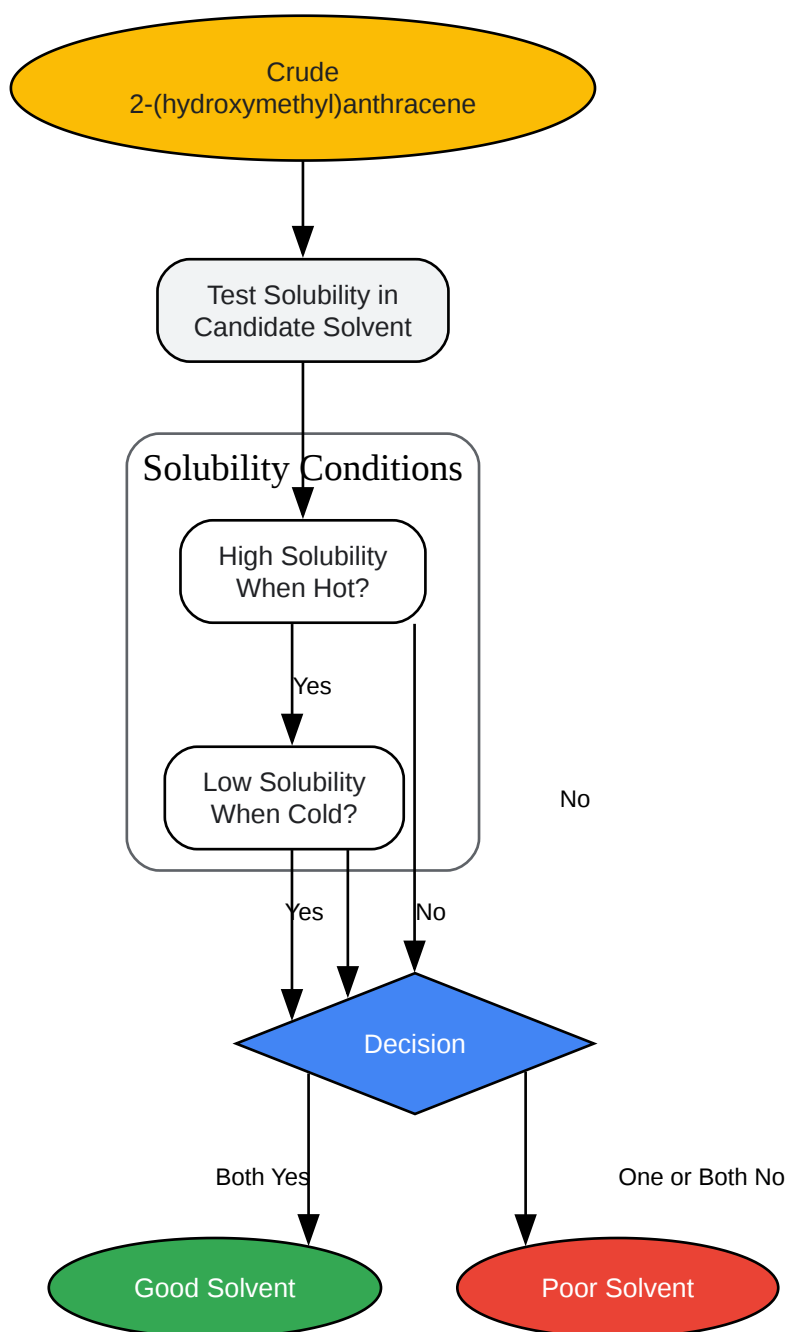 Crude
2-(hydroxymethyl)anthracene
Test Solubility in
Candidate Solvent
Solubility Conditions
High Solubility
When Hot?
Yes
Low Solubility
When Cold?
No
Yes
No
Decision
Both Yes
One or Both No
Good Solvent
Poor Solvent